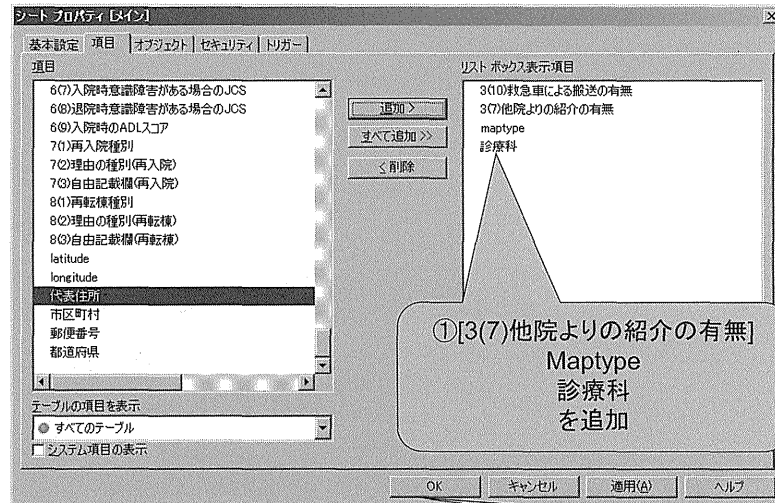 シート プロパティ [メイン]
基本設定 項目 オブジェクト セキュリティ トリガー
項目
6(7)入院時意識障害がある場合のJCS
6(8)退院時意識障害がある場合のJCS
6(9)入院時のADLスコア
7(1)再入院種別
7(2)理由の種別(再入院)
7(3)自由記載欄(再入院)
8(1)再転棟種別
8(2)理由の種別(再転棟)
8(3)自由記載欄(再転棟)
latitude
longitude
代表住所
市区町村
郵便番号
都道府県
テーブルの項目を表示
すべてのテーブル
システム項目の表示
追加 >
すべて追加 >>
< 削除
リスト ボックス表示項目
3(10)救急車による搬送の有無
3(7)他院よりの紹介の有無
maptype
診療科
①[3(7)他院よりの紹介の有無]
Maptype
診療科
を追加
OK キャンセル 適用(A) ヘルプ